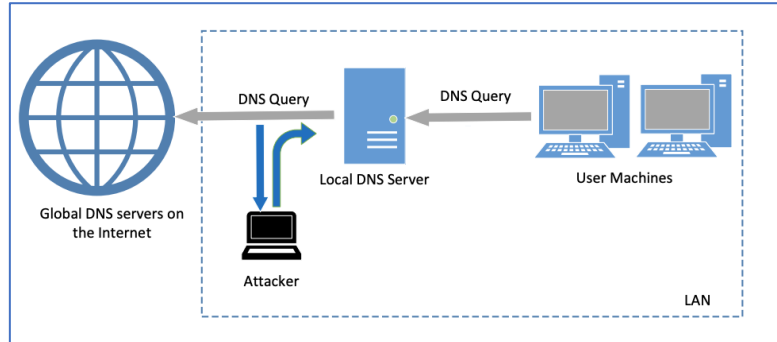 DNS Query
DNS Query
Local DNS Server
User Machines
Global DNS servers on
the Internet
Attacker
LAN